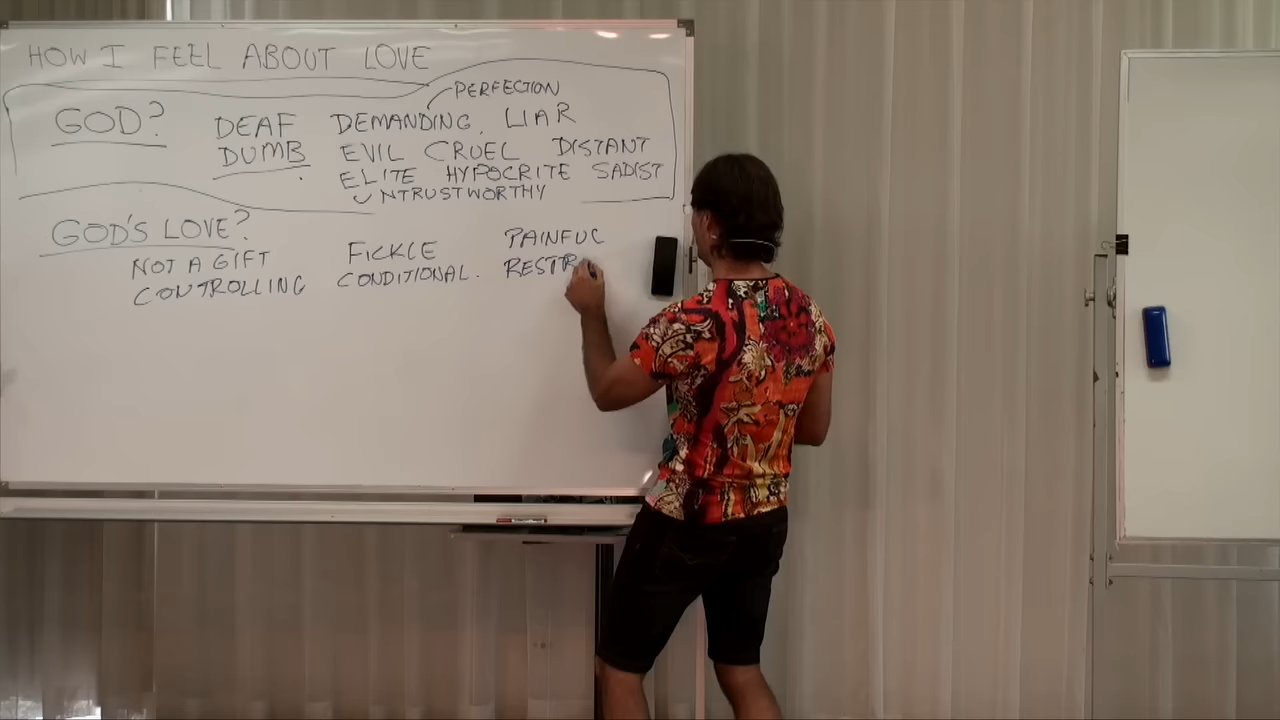 HOW I FEEL ABOUT LOVE
PERFECTION
GOD? DEAF DEMANDING, LIAR
DUMB EVIL CRUEL DISTANT
ELITE HYPOCRITE SADIST
UNTRUSTWORTHY
GOD'S LOVE?
NOT A GIFT FICKLE PAINFUL
CONTROLLING CONDITIONAL. RESTR